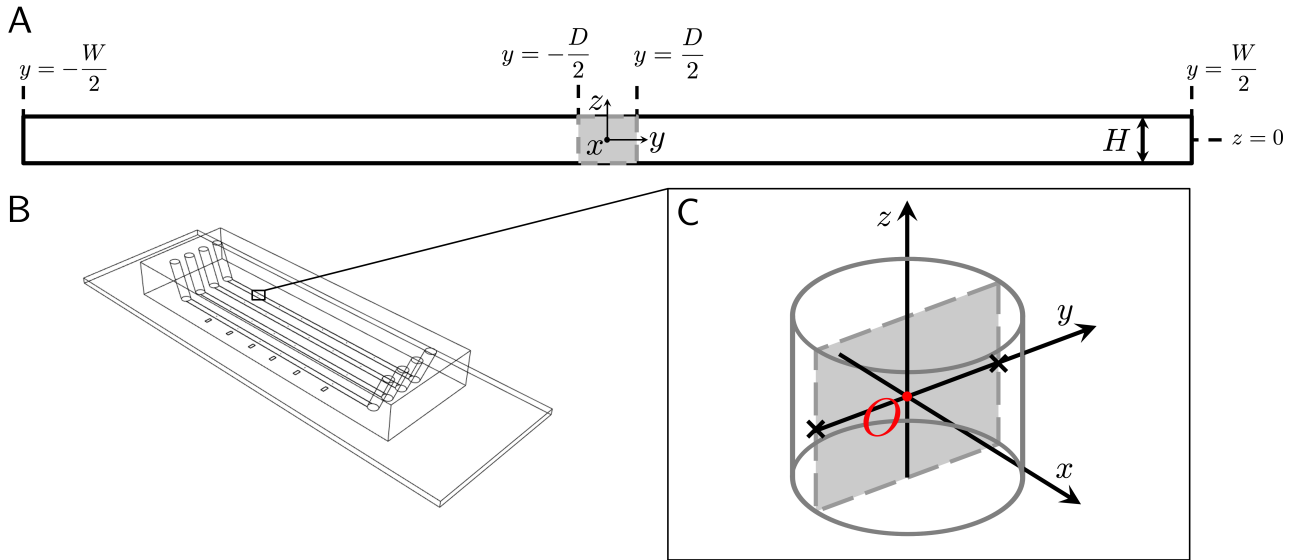 A
y = -W/2
y = -D/2
y = D/2
y = W/2
z
x
y
H
z = 0
B
C
z
y
O
x